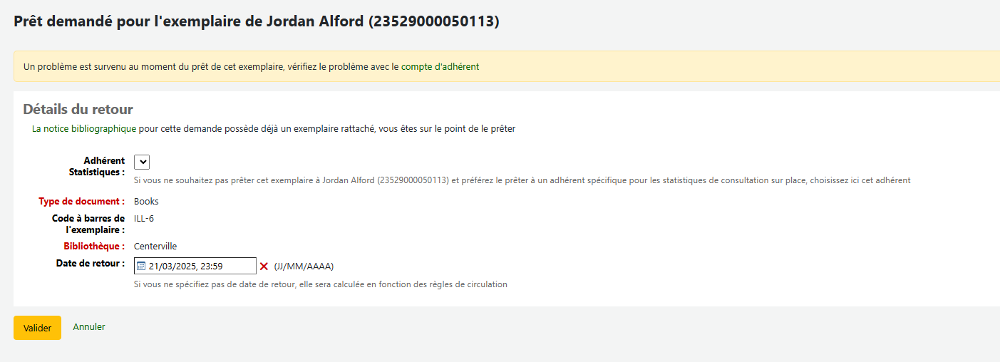 Prêt demandé pour l'exemplaire de Jordan Alford (23529000050113)
Un problème est survenu au moment du prêt de cet exemplaire, vérifiez le problème avec le compte d'adhérent
Détails du retour
La notice bibliographique pour cette demande possède déjà un exemplaire rattaché, vous êtes sur le point de le prêter
Adhérent
Statistiques :
Si vous ne souhaitez pas prêter cet exemplaire à Jordan Alford (23529000050113) et préférez le prêter à un adhérent spécifique pour les statistiques de consultation sur place, choisissez ici cet adhérent
Type de document : Books
Code à barres de
l'exemplaire : ILL-6
Bibliothèque : Centerville
Date de retour : 21/03/2025, 23:59 (JJ/MM/AAAA)
Si vous ne spécifiez pas de date de retour, elle sera calculée en fonction des règles de circulation
Valider Annuler